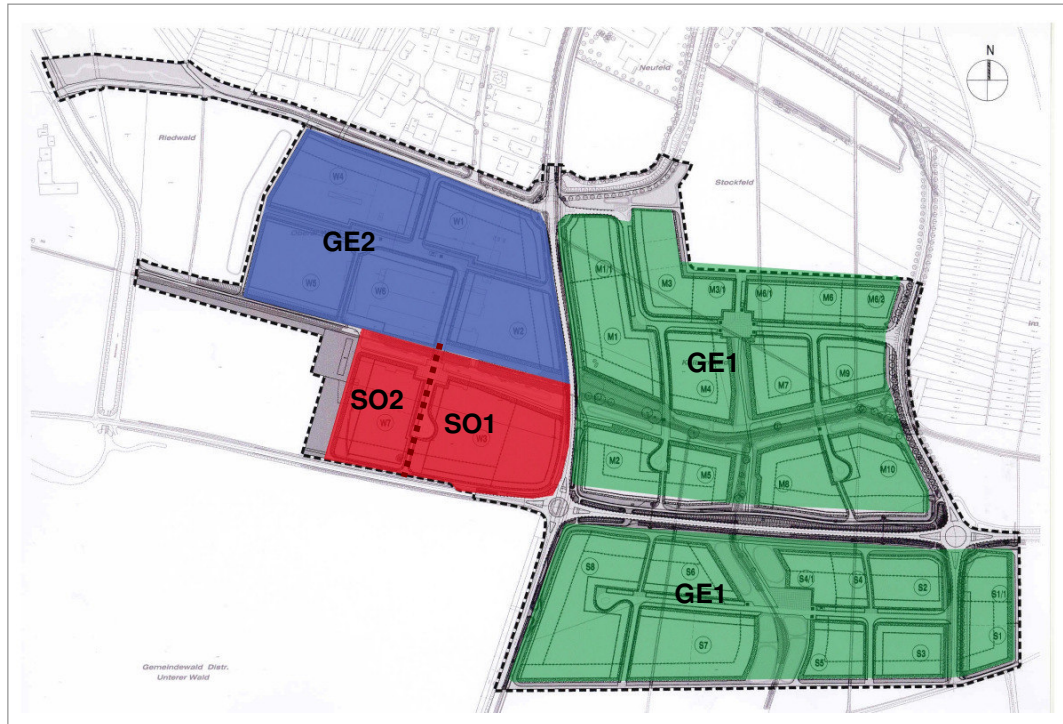 N
Neufeld
Riedwald
Stockfeld
W4
W1
GE2
M1/1
M3
M3/1
M6/1
M6
M6/3
W5
W6
W2
M1
GE1
M4
M7
M9
SO2
SO1
W7
W3
M2
M5
M8
M10
S8
S6
S4/1
S4
S2
S1/1
GE1
S7
S5
S3
S1
Gemeindewald Distr.
Unterer Wald